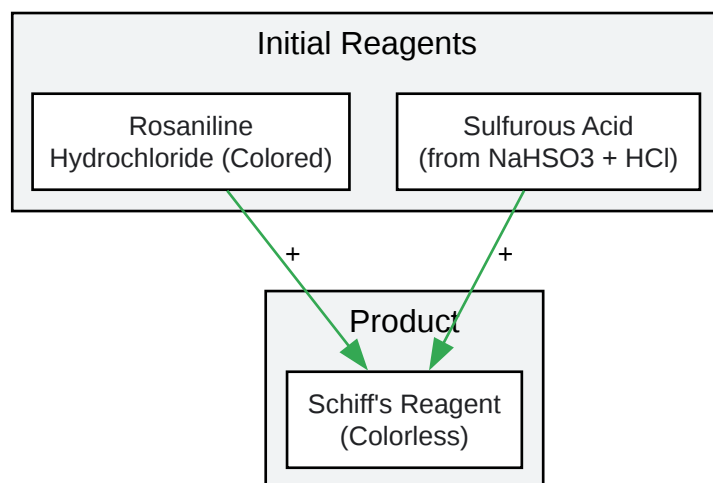 Initial Reagents
Rosaniline
Hydrochloride (Colored)
Sulfurous Acid
(from NaHSO3 + HCl)
+
+
Product
Schiff's Reagent
(Colorless)